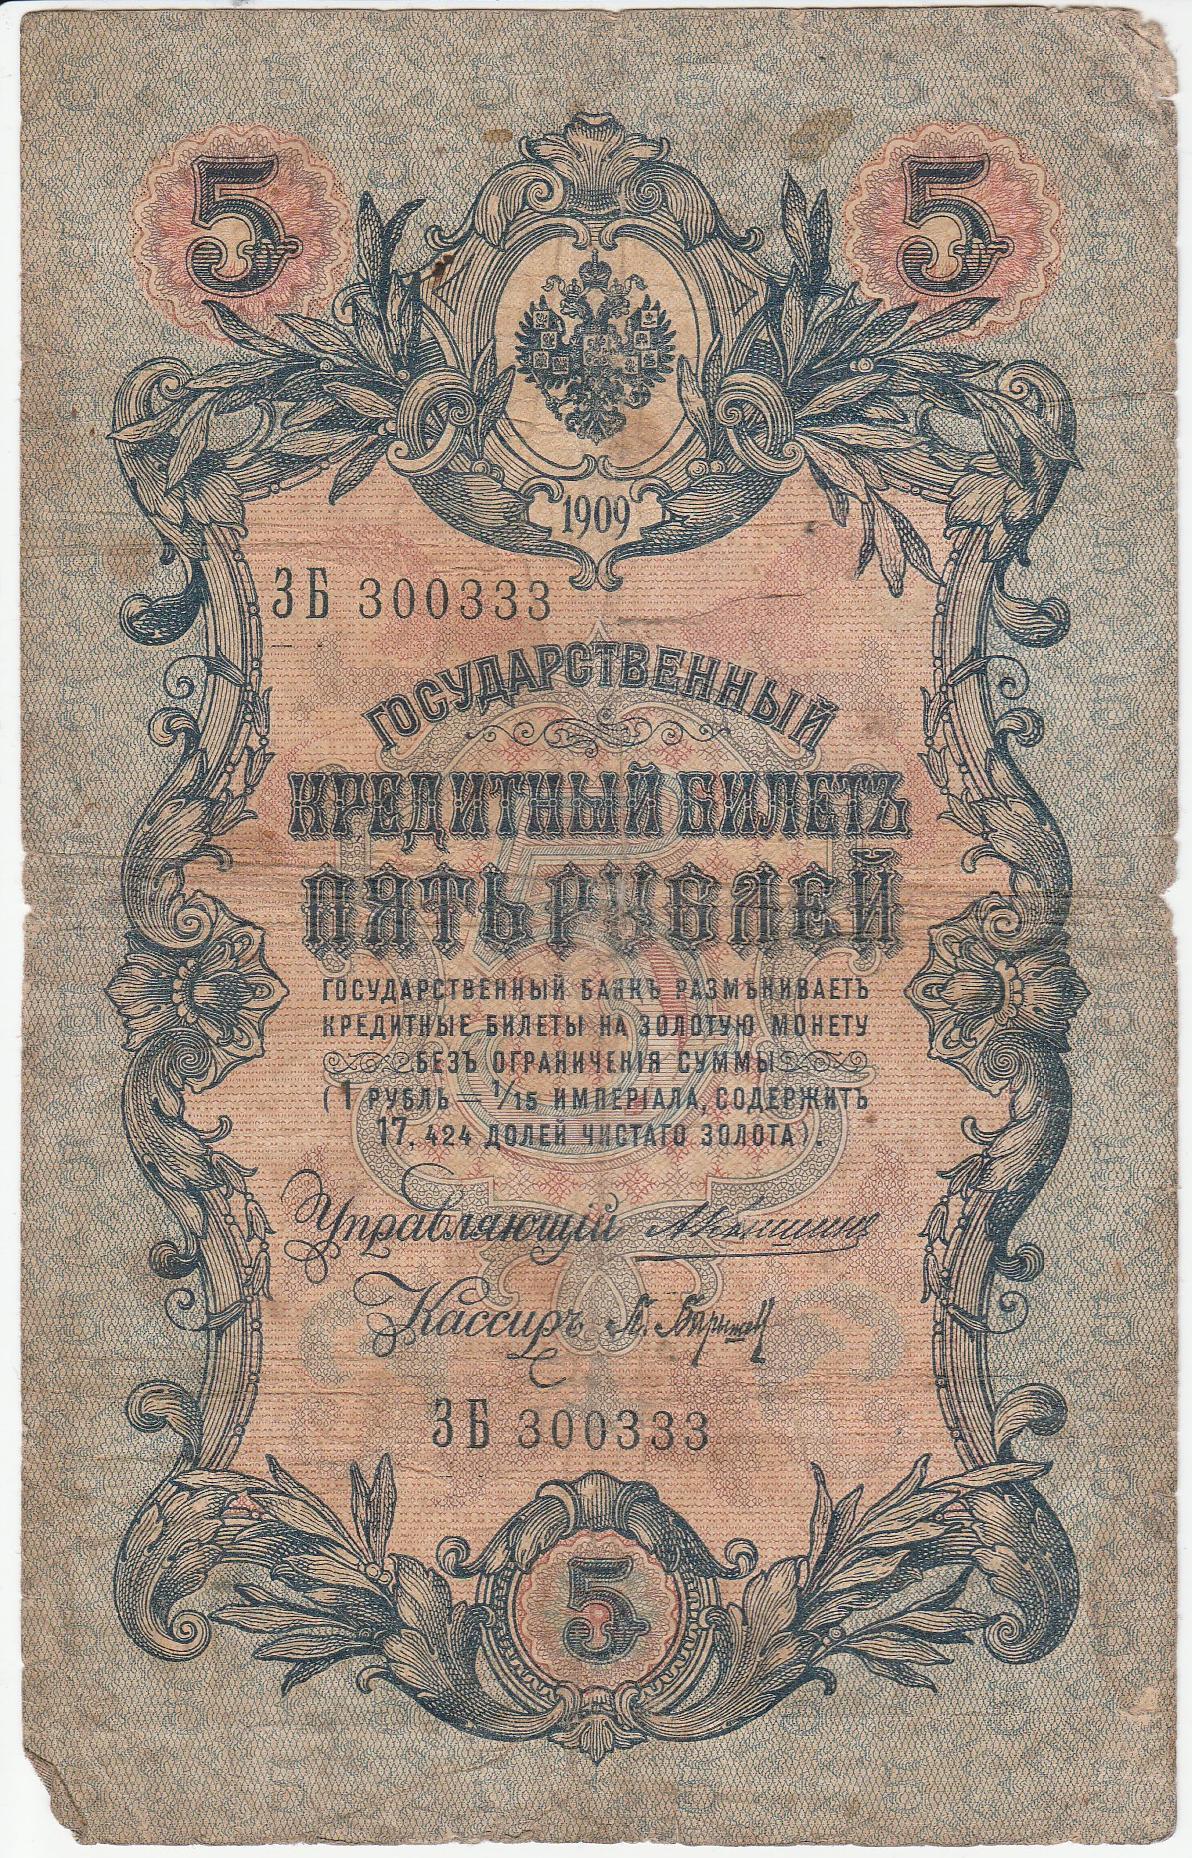 5 5
1909
ЗБ 300333
ГОСУДАРСТВЕННЫЙ
КРЕДИТНЫЙ БИЛЕТЪ
ПЯТЬ РУБЛЕЙ
ГОСУДАРСТВЕННЫЙ БАНКЪ РАЗМѢНИВАЕТЪ
КРЕДИТНЫЕ БИЛЕТЫ НА ЗОЛОТУЮ МОНЕТУ
БЕЗЪ ОГРАНИЧЕНІЯ СУММЫ
(1 РУБЛЬ = 1/15 ИМПЕРІАЛА, СОДЕРЖИТЪ
17,424 ДОЛЕЙ ЧИСТАГО ЗОЛОТА).
Управляющій
Кассиръ
ЗБ 300333
5